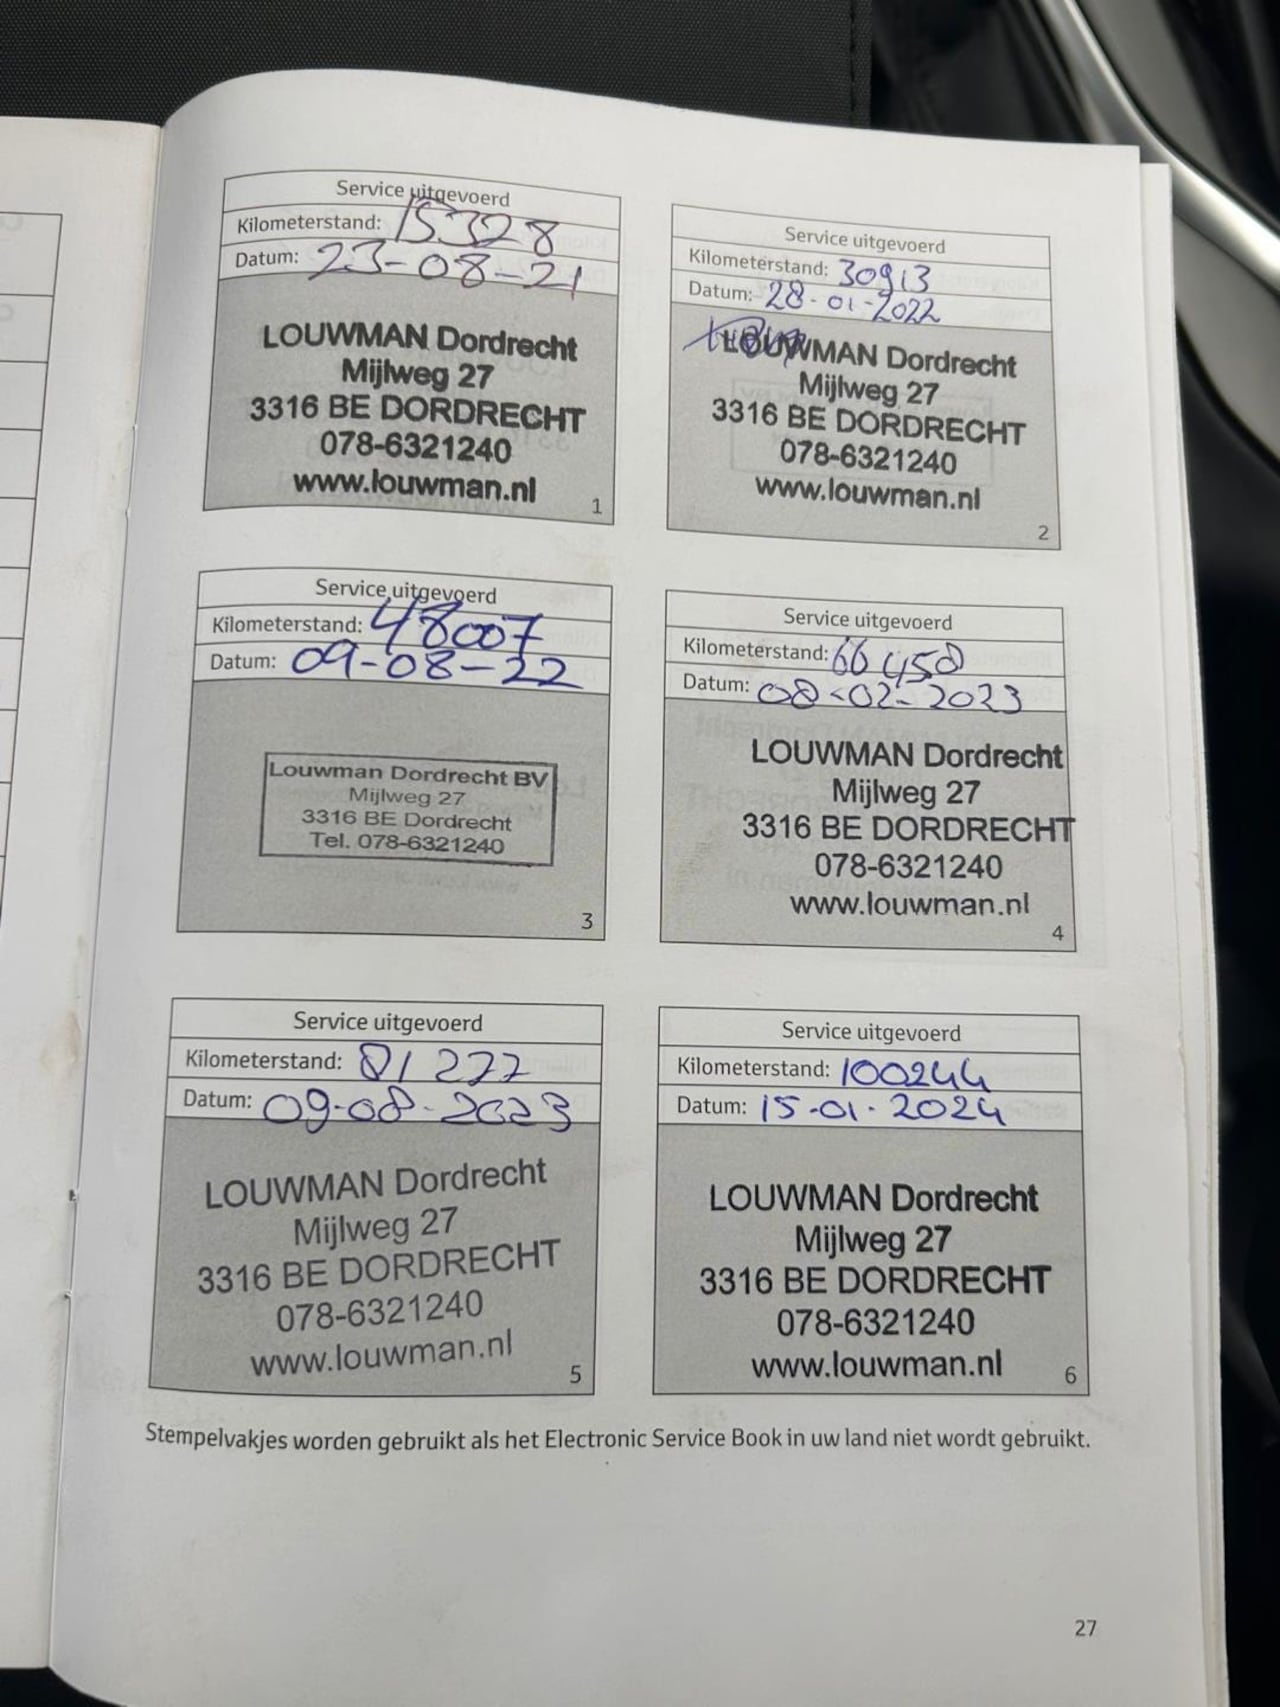 Service uitgevoerd
Kilometerstand: 15328
Datum: 23-08-21
LOUWMAN Dordrecht
Mijlweg 27
3316 BE DORDRECHT
078-6321240
www.louwman.nl
1
Service uitgevoerd
Kilometerstand: 30913
Datum: 28-01-2022
LOUWMAN Dordrecht
Mijlweg 27
3316 BE DORDRECHT
078-6321240
www.louwman.nl
2
Service uitgevoerd
Kilometerstand: 48007
Datum: 09-08-22
Louwman Dordrecht BV
Mijlweg 27
3316 BE Dordrecht
Tel. 078-6321240
3
Service uitgevoerd
Kilometerstand: 66458
Datum: 08-02-2023
LOUWMAN Dordrecht
Mijlweg 27
3316 BE DORDRECHT
078-6321240
www.louwman.nl
4
Service uitgevoerd
Kilometerstand: 81277
Datum: 09-08-2023
LOUWMAN Dordrecht
Mijlweg 27
3316 BE DORDRECHT
078-6321240
www.louwman.nl
5
Service uitgevoerd
Kilometerstand: 100244
Datum: 15-01-2024
LOUWMAN Dordrecht
Mijlweg 27
3316 BE DORDRECHT
078-6321240
www.louwman.nl
6
Stempelvakjes worden gebruikt als het Electronic Service Book in uw land niet wordt gebruikt.
27